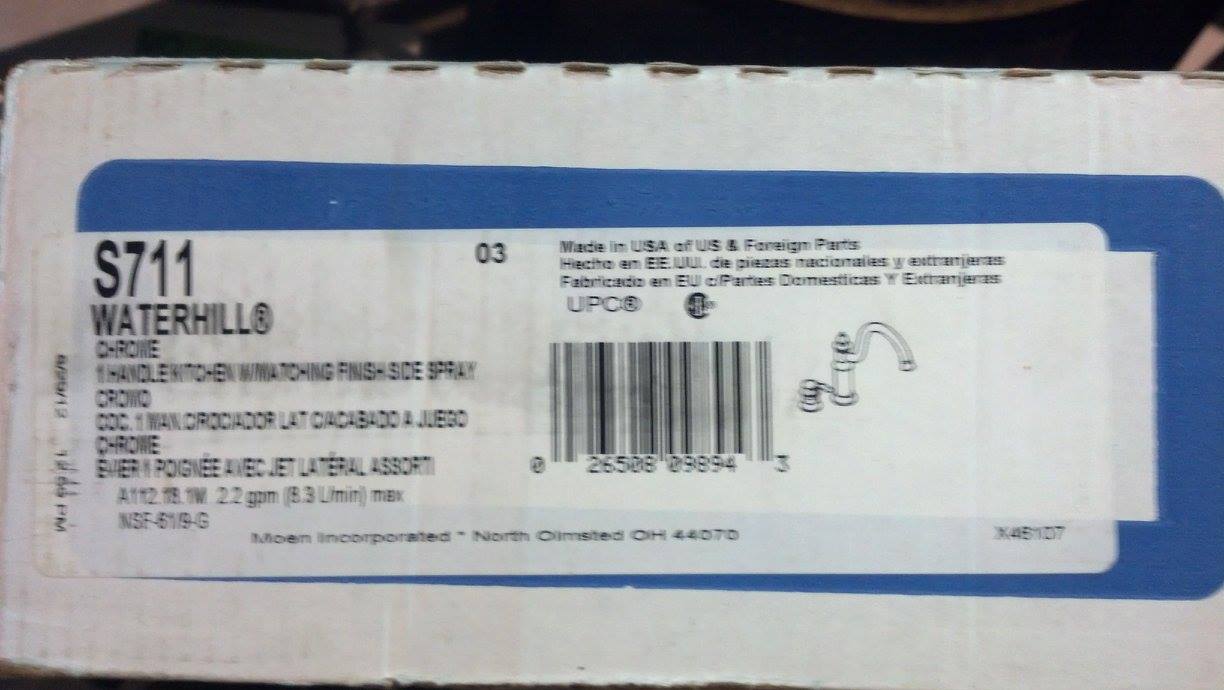 S711
03
WATERHILL®
CHROME
1 HANDLE KITCHEN W/MATCHING FINISH SIDE SPRAY
CROMO
COC. 1 MAN. C/ROCIADOR LAT C/ACABADO A JUEGO
CHROME
EVIER 1 POIGNÉE AVEC JET LATÉRAL ASSORTI
A112.18.1W 2.2 gpm (8.3 L/min) max
NSF-61/9-G
Made in USA of US & Foreign Parts
Hecho en EE.UU. de piezas nacionales y extranjeras
Fabricado en EU c/Partes Domesticas Y Extranjeras
UPC®
0 26508 09894 3
Moen Incorporated * North Olmsted OH 44070
PM